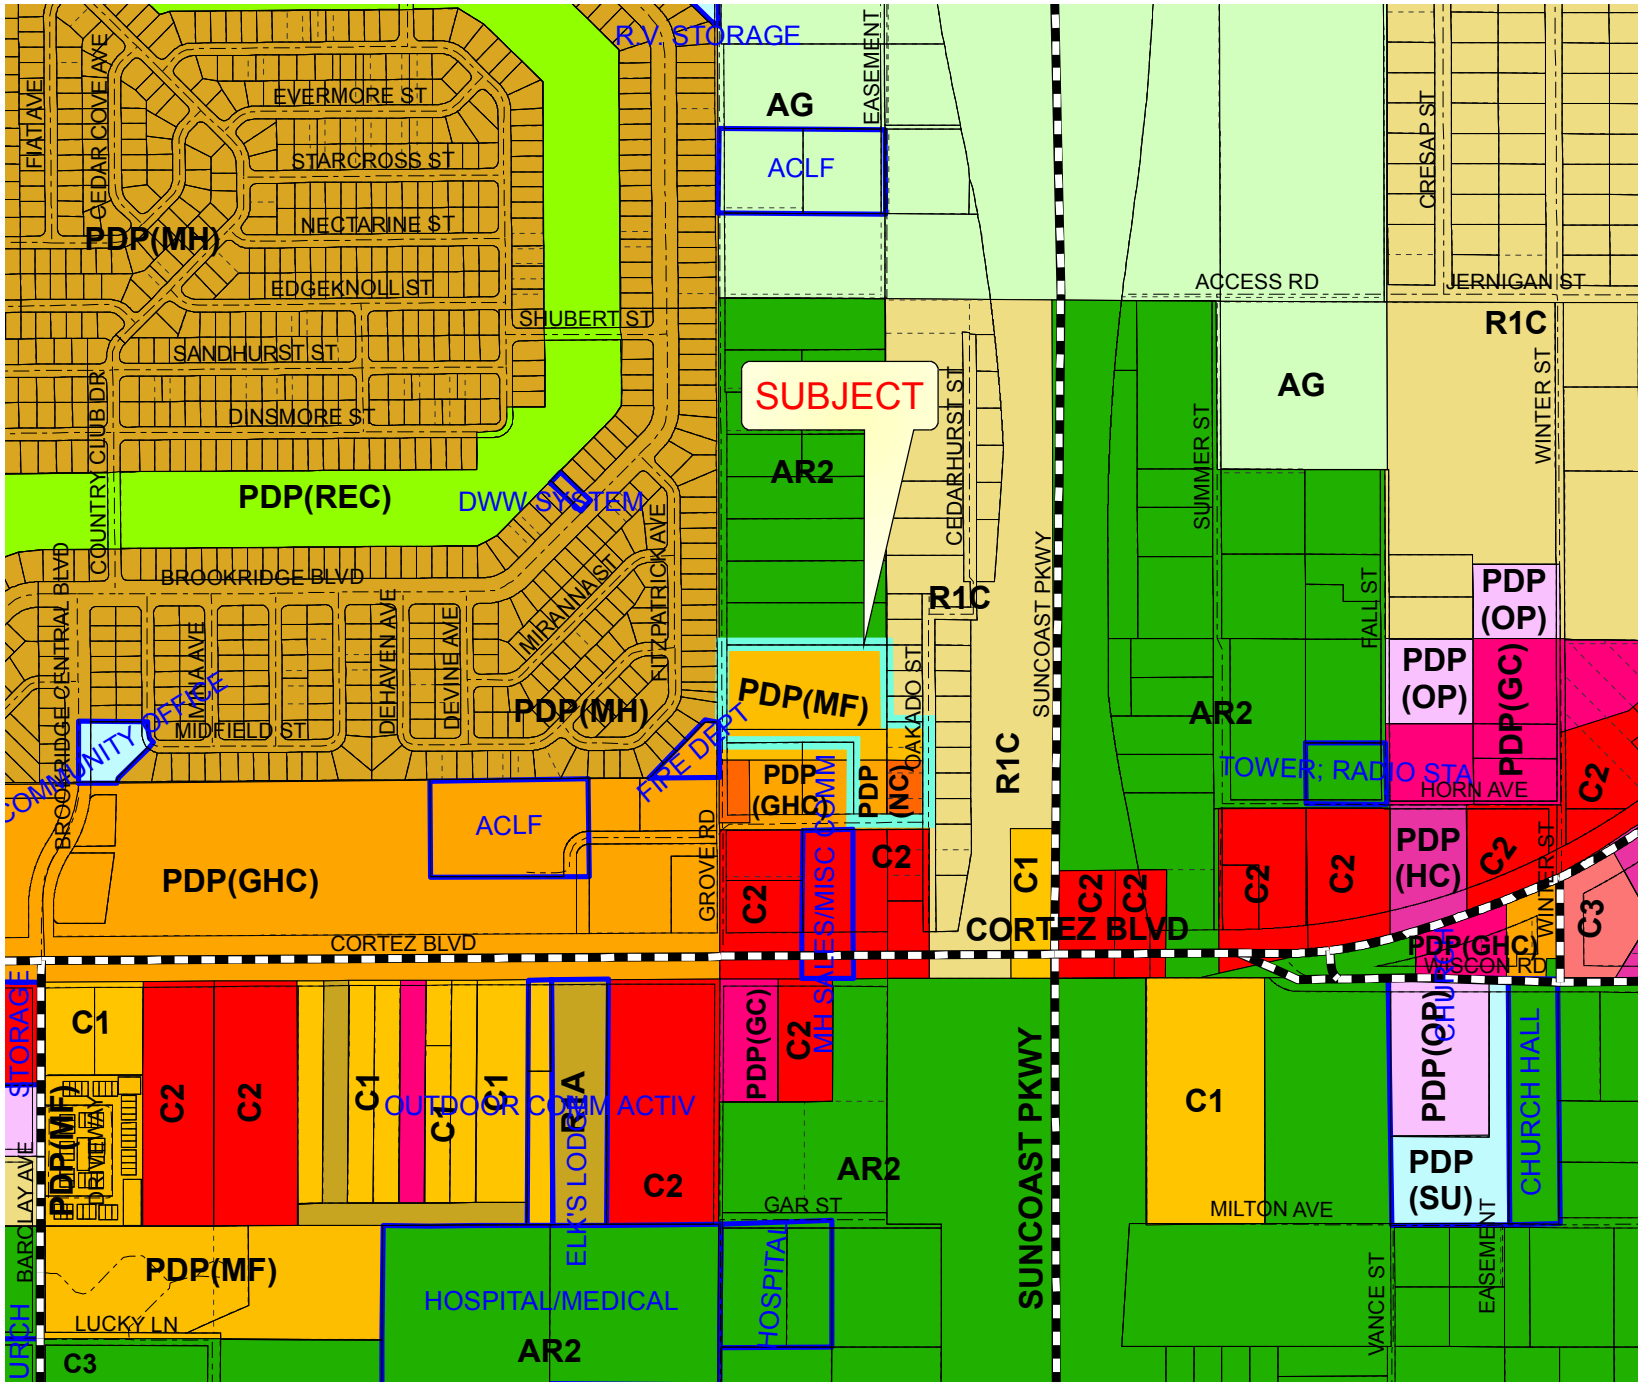 R.V. STORAGE
EASEMENT
FIAT AVE
CEDAR COVE AVE
EVERMORE ST
AG
CRESAP ST
STARCROSS ST
ACLF
NECTARINE ST
PDP(MH)
EDGEKNOLL ST
ACCESS RD
JERNIGAN ST
SHUBERT ST
R1C
SANDHURST ST
SUBJECT
AG
WINTER ST
DINSMORE ST
COUNTRY CLUB DR
CEDARHURST ST
SUMMER ST
AR2
PDP(REC)
DWW SYSTEM
FITZPATRICK AVE
SUNCOAST PKWY
BROOKRIDGE BLVD
MIRANNA ST
R1C
FALL ST
PDP
(OP)
BROOKRIDGE CENTRAL BLVD
MINA AVE
DEHAVEN AVE
DEVINE AVE
OAKADO ST
PDP
(OP)
PDP(GC)
PDP(MF)
PDP(MH)
AR2
COMMUNITY OFFICE
MIDFIELD ST
FIRE DEPT
R1C
TOWER; RADIO STA
HORN AVE
C2
PDP
(GHC)
PDP
(NC)
ACLF
GROVE RD
C2
C1
PDP
(HC)
C2
WINTER ST
PDP(GHC)
C2
MH SALES/MISC COMM
C2
C2
C2
C2
C3
CORTEZ BLVD
CORTEZ BLVD
PDP(GHC)
WISCON RD
STORAGE
C1
PDP(GC)
C2
SUNCOAST PKWY
PDP(OP)
CHURCH
CHURCH HALL
C2
C2
C1
C1
C1
OUTDOOR COMM ACTIV
C1
PDP(MF)
DRIVEWAY
ELK'S LODGE
C2
AR2
PDP
(SU)
BARCLAY AVE
GAR ST
MILTON AVE
PDP(MF)
HOSPITAL/MEDICAL
HOSPITAL
VANCE ST
EASEMENT
LUCKY LN
URCH
C3
AR2